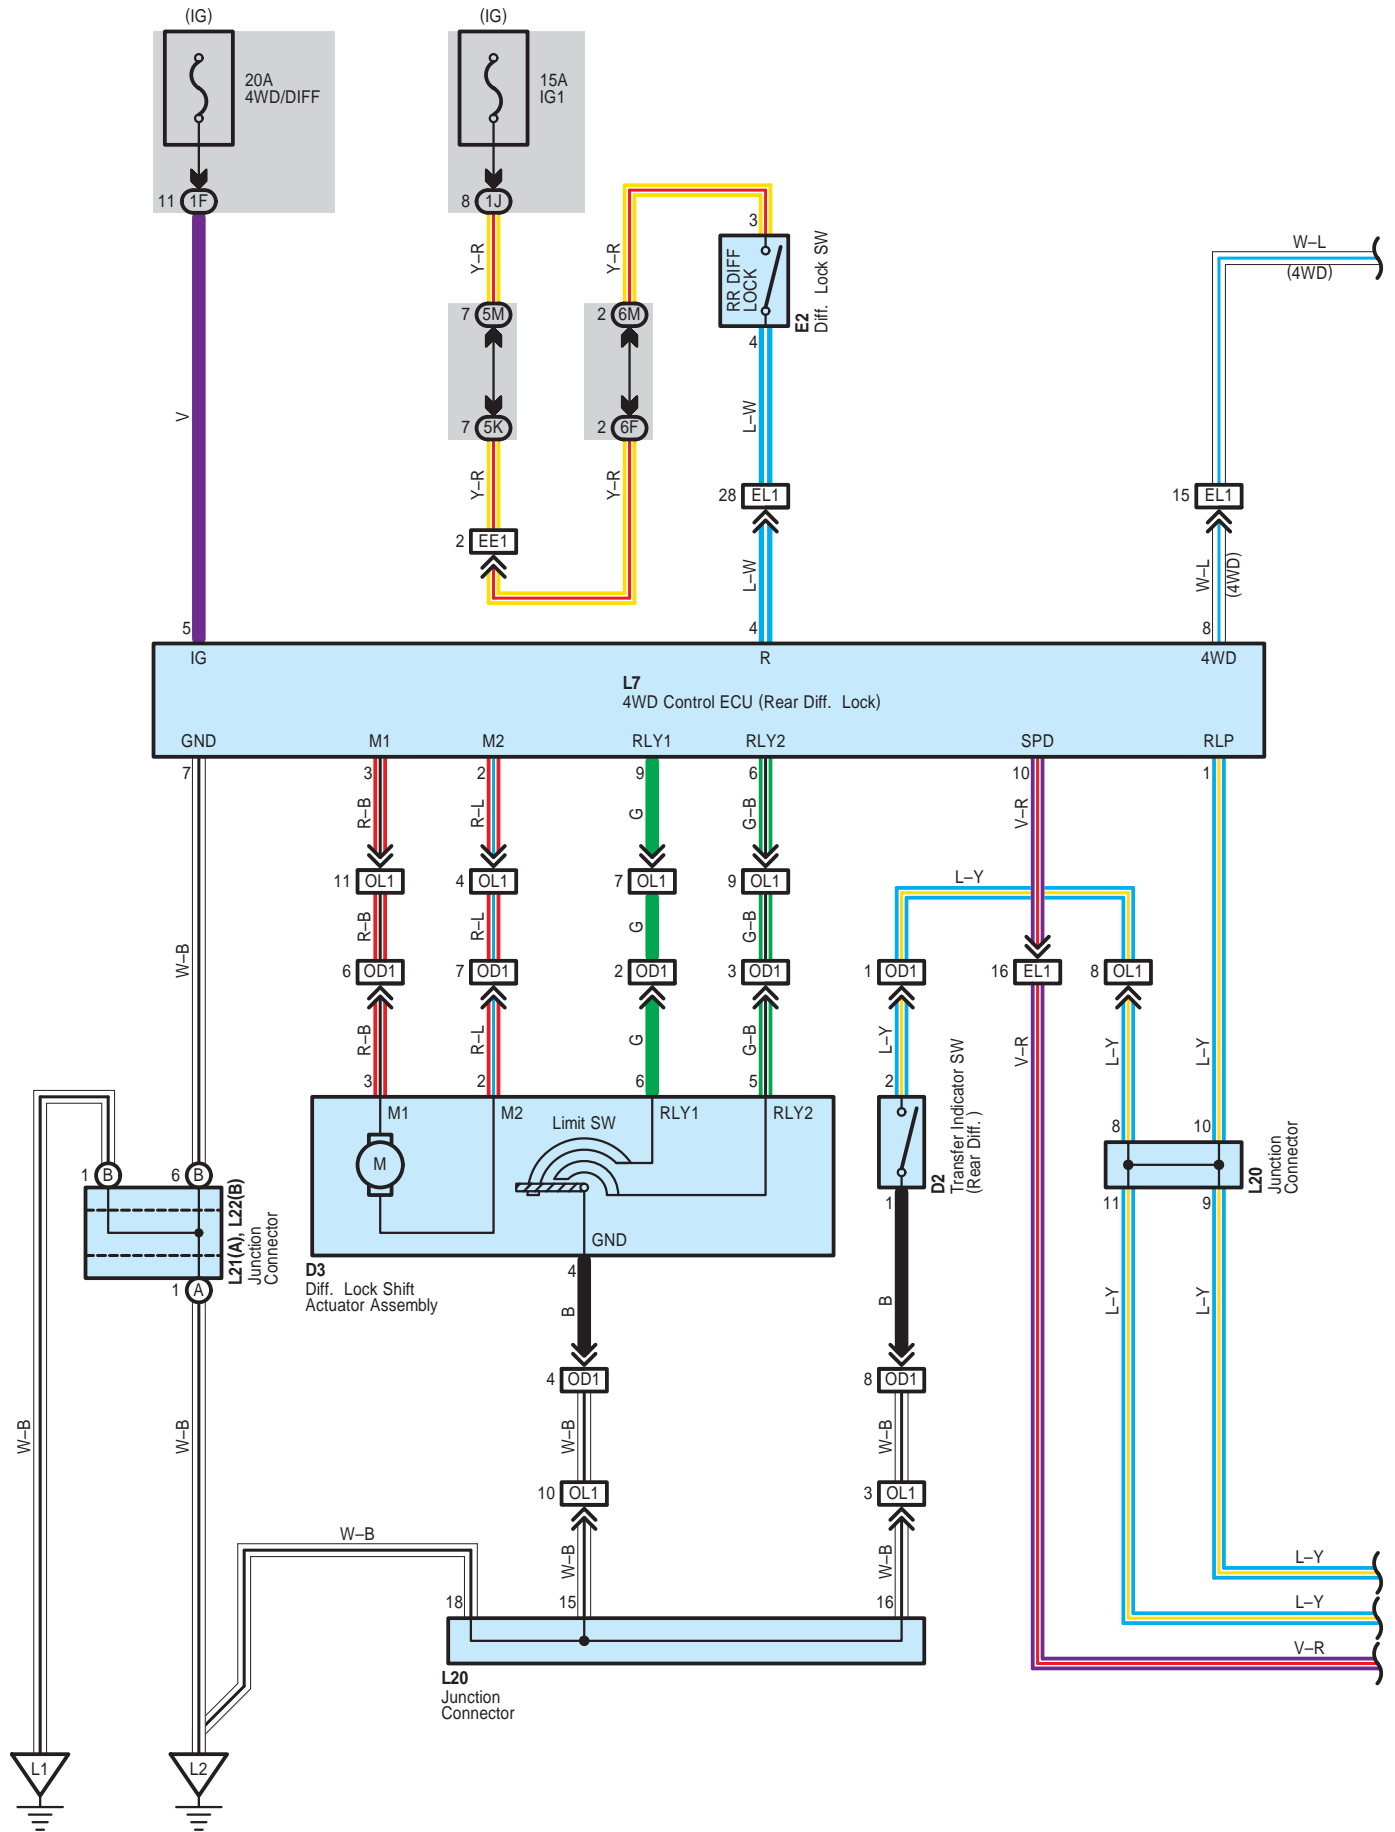 (IG)
(IG)
20A
4WD/DIFF
15A
IG1
11 1F
8 1J
3
Y–R
Y–R
RR DIFF
LOCK
E2
Diff. Lock SW
W–L
(4WD)
7 5M
2 6M
4
V
7 5K
2 6F
L–W
Y–R
Y–R
28 EL1
15 EL1
2 EE1
L–W
W–L
(4WD)
5
4
8
IG
R
4WD
L7
4WD Control ECU (Rear Diff. Lock)
GND
M1
M2
RLY1
RLY2
SPD
RLP
7
3
2
9
6
10
1
R–B
R–L
G
G–B
V–R
11 OL1
4 OL1
7 OL1
9 OL1
L–Y
W–B
R–B
R–L
G
G–B
6 OD1
7 OD1
2 OD1
3 OD1
1 OD1
16 EL1
8 OL1
R–B
R–L
G
G–B
L–Y
V–R
L–Y
L–Y
3
2
6
5
2
M1
M2
RLY1
RLY2
Limit SW
M
D2
Transfer Indicator SW
(Rear Diff. )
8
10
L20
Junction
Connector
1 B
6 B
L21(A), L22(B)
Junction
Connector
1
11
9
GND
D3
Diff. Lock Shift
Actuator Assembly
4
1 A
B
B
L–Y
L–Y
4 OD1
8 OD1
W–B
W–B
W–B
W–B
10 OL1
3 OL1
W–B
W–B
W–B
L–Y
18
15
16
L–Y
V–R
L20
Junction
Connector
L1
L2